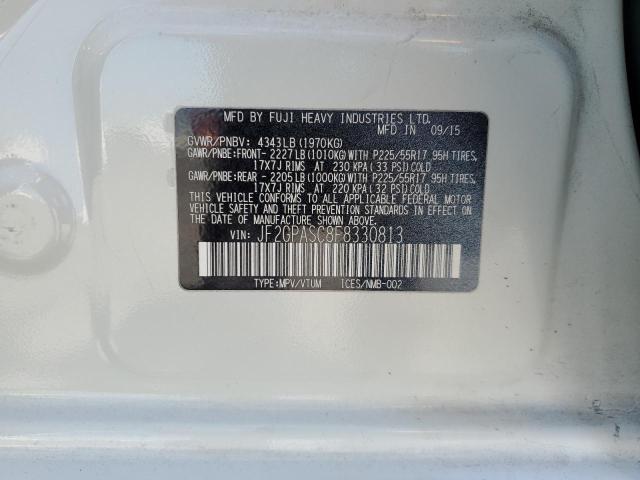 MFD BY FUJI HEAVY INDUSTRIES LTD.
MFD IN 09/15
GVWR/PNBV: 4343LB(1970KG)
GAWR/PNBE:FRONT- 2227LB(1010KG)WITH P225/55R17 95H TIRES,
17X7J RIMS AT 230 KPA( 33 PSI)COLD
GAWR/PNBE:REAR - 2205LB(1000KG)WITH P225/55R17 95H TIRES,
17X7J RIMS AT 220 KPA( 32 PSI)COLD
THIS VEHICLE CONFORMS TO ALL APPLICABLE FEDERAL MOTOR
VEHICLE SAFETY AND THEFT PREVENTION STANDARDS IN EFFECT ON
THE DATE OF MANUFACTURE SHOWN ABOVE.
VIN: JF2GPASC8F8330813
TYPE:MPV/VTUM ICES/NMB-002